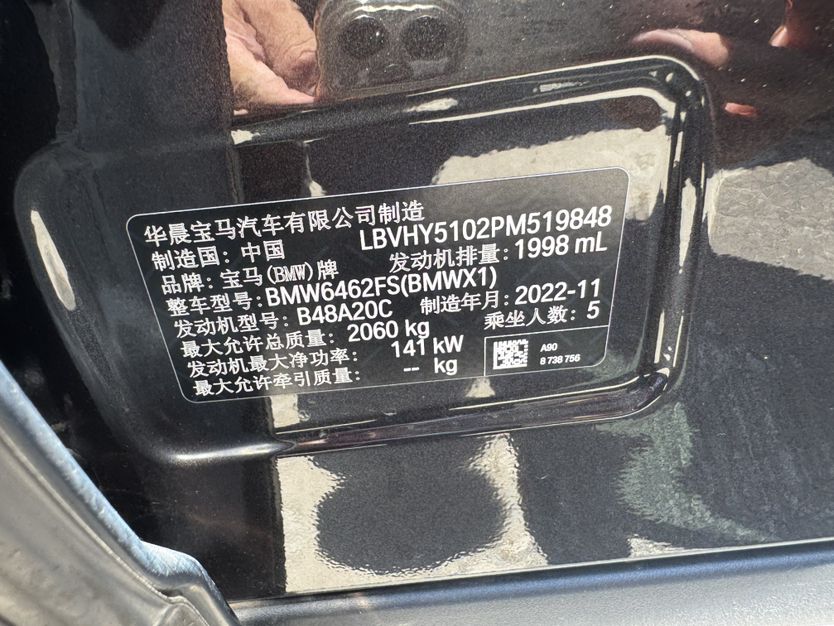 华晨宝马汽车有限公司制造
制造国：中国 LBVHY5102PM519848
品牌：宝马(BMW)牌 发动机排量：1998 mL
整车型号：BMW6462FS(BMWX1)
发动机型号：B48A20C 制造年月：2022-11
最大允许总质量：2060 kg 乘坐人数：5
发动机最大净功率：141 kW
最大允许牵引质量：-- kg
A90
8 738 756